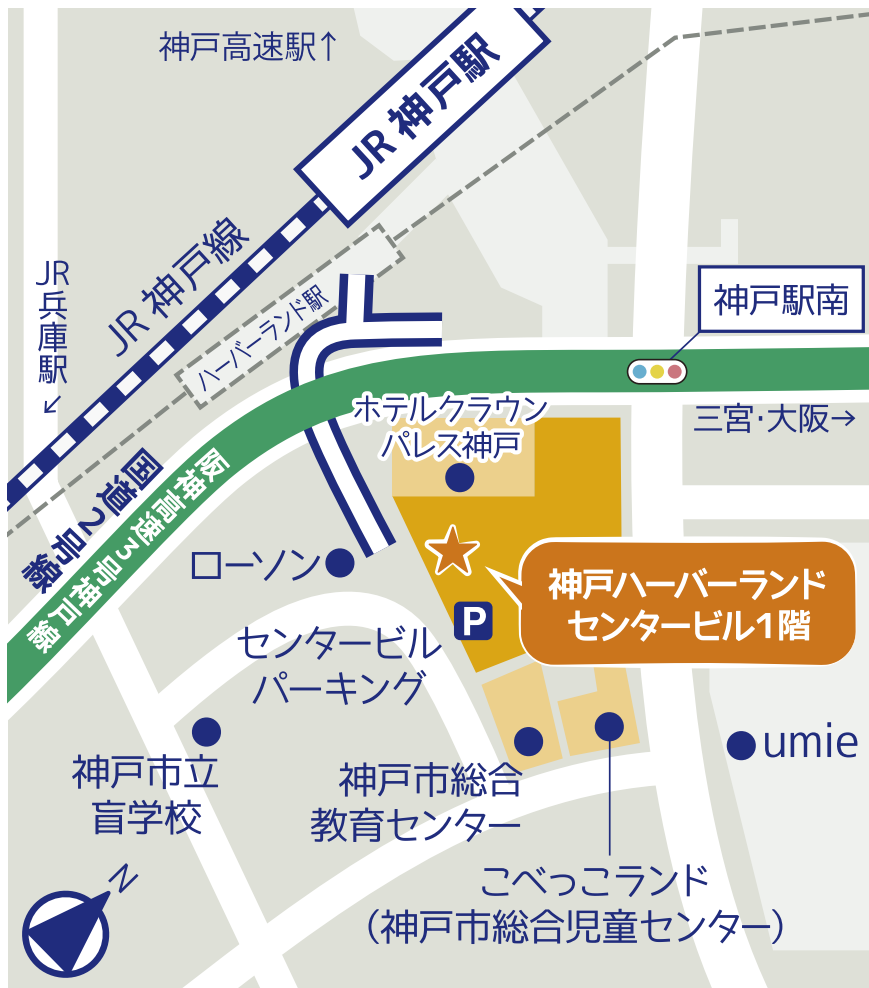 神戸高速駅↑
JR 神戸駅
JR 神戸線
JR
兵庫駅
↙
ハーバーランド駅
神戸駅南
ホテルクラウン
パレス神戸
三宮・大阪→
国道2号線
阪神高速3号神戸線
ローソン
P
神戸ハーバーランド
センタービル1階
センタービル
パーキング
umie
神戸市立
盲学校
神戸市総合
教育センター
こべっこランド
（神戸市総合児童センター）
N